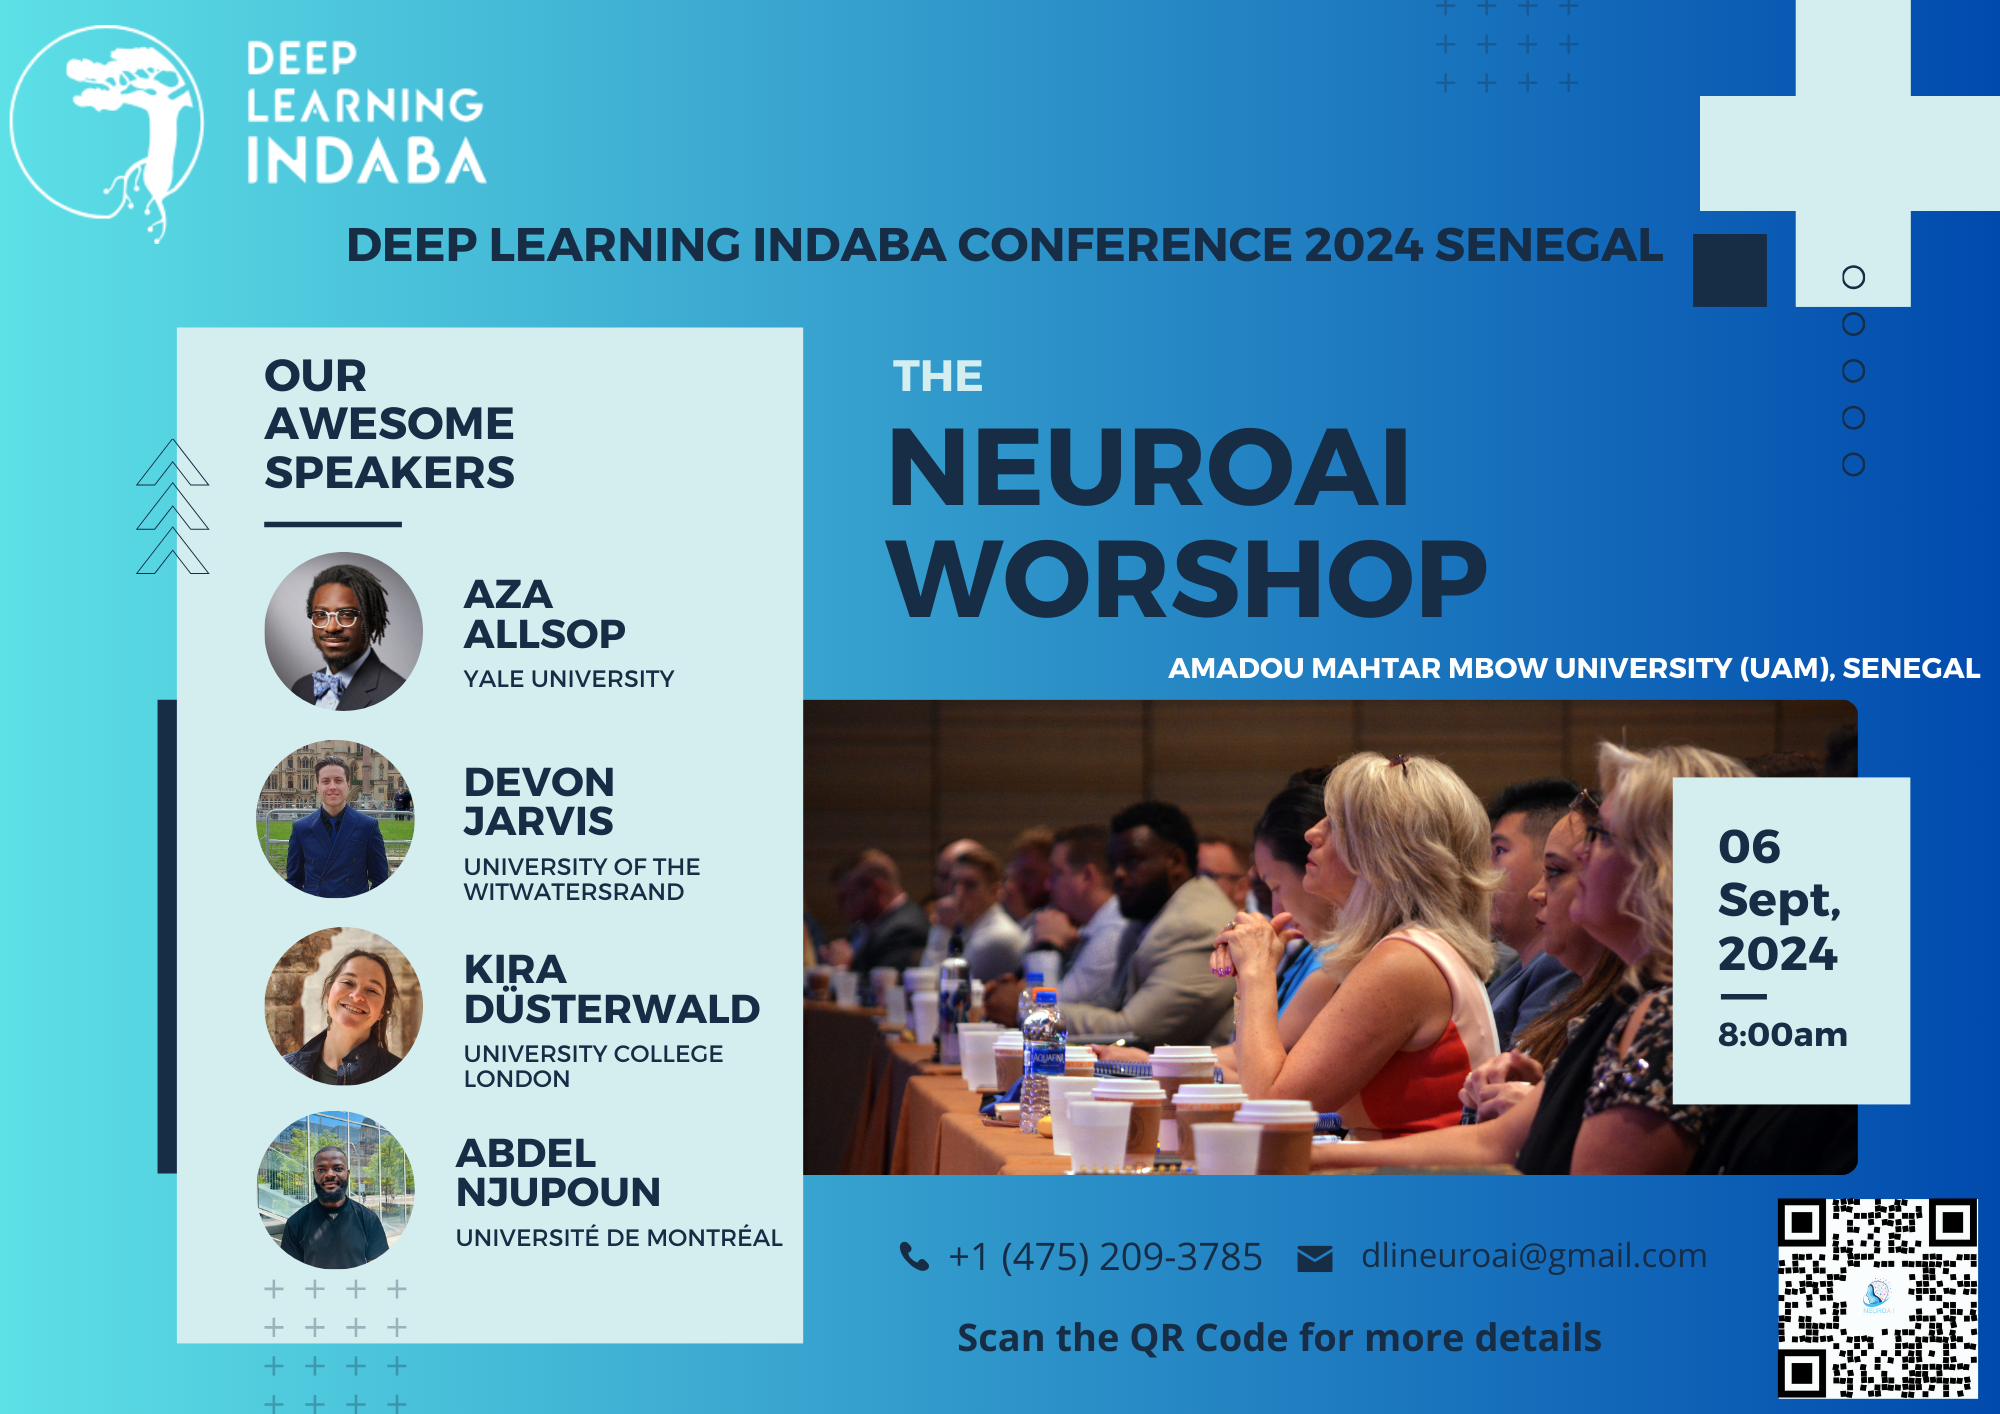 DEEP
LEARNING
INDABA
DEEP LEARNING INDABA CONFERENCE 2024 SENEGAL
OUR
AWESOME
SPEAKERS
AZA
ALLSOP
YALE UNIVERSITY
DEVON
JARVIS
UNIVERSITY OF THE
WITWATERSRAND
KIRA
DÜSTERWALD
UNIVERSITY COLLEGE
LONDON
ABDEL
NJUPOUN
UNIVERSITÉ DE MONTRÉAL
THE
NEUROAI
WORSHOP
AMADOU MAHTAR MBOW UNIVERSITY (UAM), SENEGAL
AQUAFINA
06
Sept,
2024
8:00am
+1 (475) 209-3785
dlineuroai@gmail.com
Scan the QR Code for more details
NEUROAI